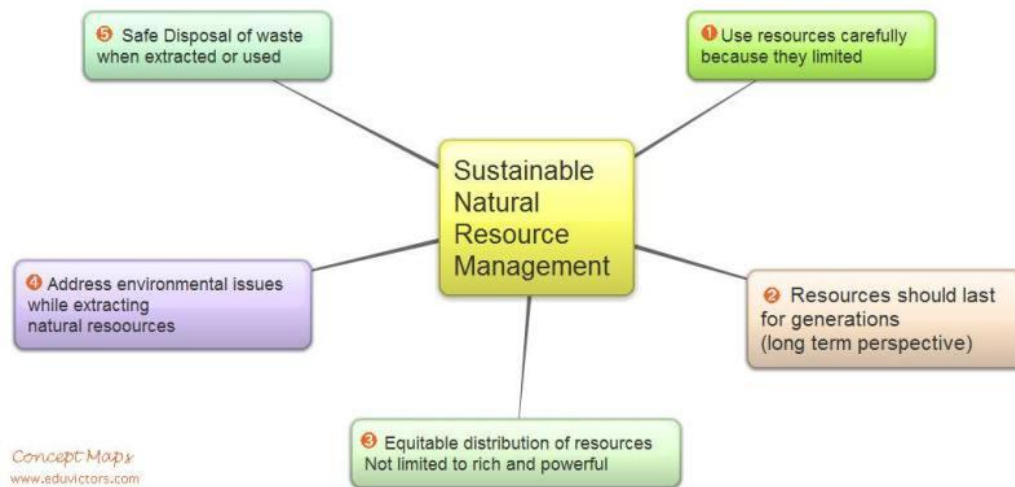 Sustainable
Natural
Resource
Management
❶ Use resources carefully
because they limited
❷ Resources should last
for generations
(long term perspective)
❸ Equitable distribution of resources
Not limited to rich and powerful
❹ Address environmental issues
while extracting
natural resoources
❺ Safe Disposal of waste
when extracted or used
Concept Maps
www.eduvictors.com